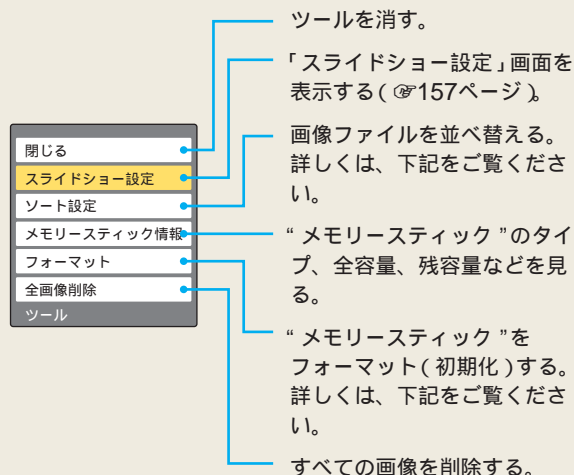 閉じる
スライドショー設定
ソート設定
メモリースティック情報
フォーマット
全画像削除
ツール
ツールを消す。
「スライドショー設定」画面を
表示する(☞157ページ)。
画像ファイルを並べ替える。
詳しくは、下記をご覧くださ
い。
“メモリースティック”のタイ
プ、全容量、残容量などを見
る。
“メモリースティック”を
フォーマット(初期化)する。
詳しくは、下記をご覧くださ
い。
すべての画像を削除する。